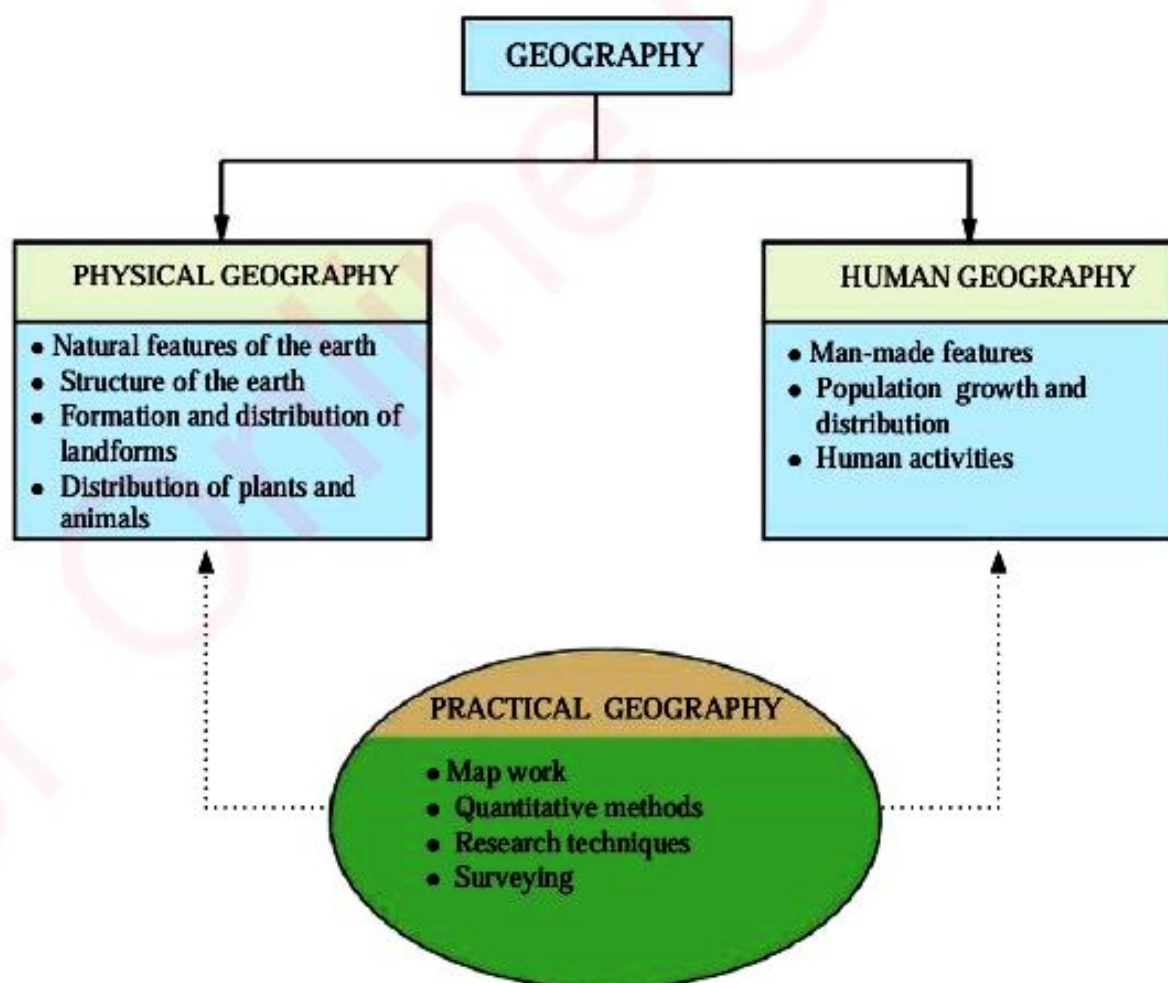 GEOGRAPHY
PHYSICAL GEOGRAPHY
● Natural features of the earth
● Structure of the earth
● Formation and distribution of
landforms
● Distribution of plants and
animals
HUMAN GEOGRAPHY
● Man-made features
● Population growth and
distribution
● Human activities
PRACTICAL GEOGRAPHY
● Map work
● Quantitative methods
● Research techniques
● Surveying
Online